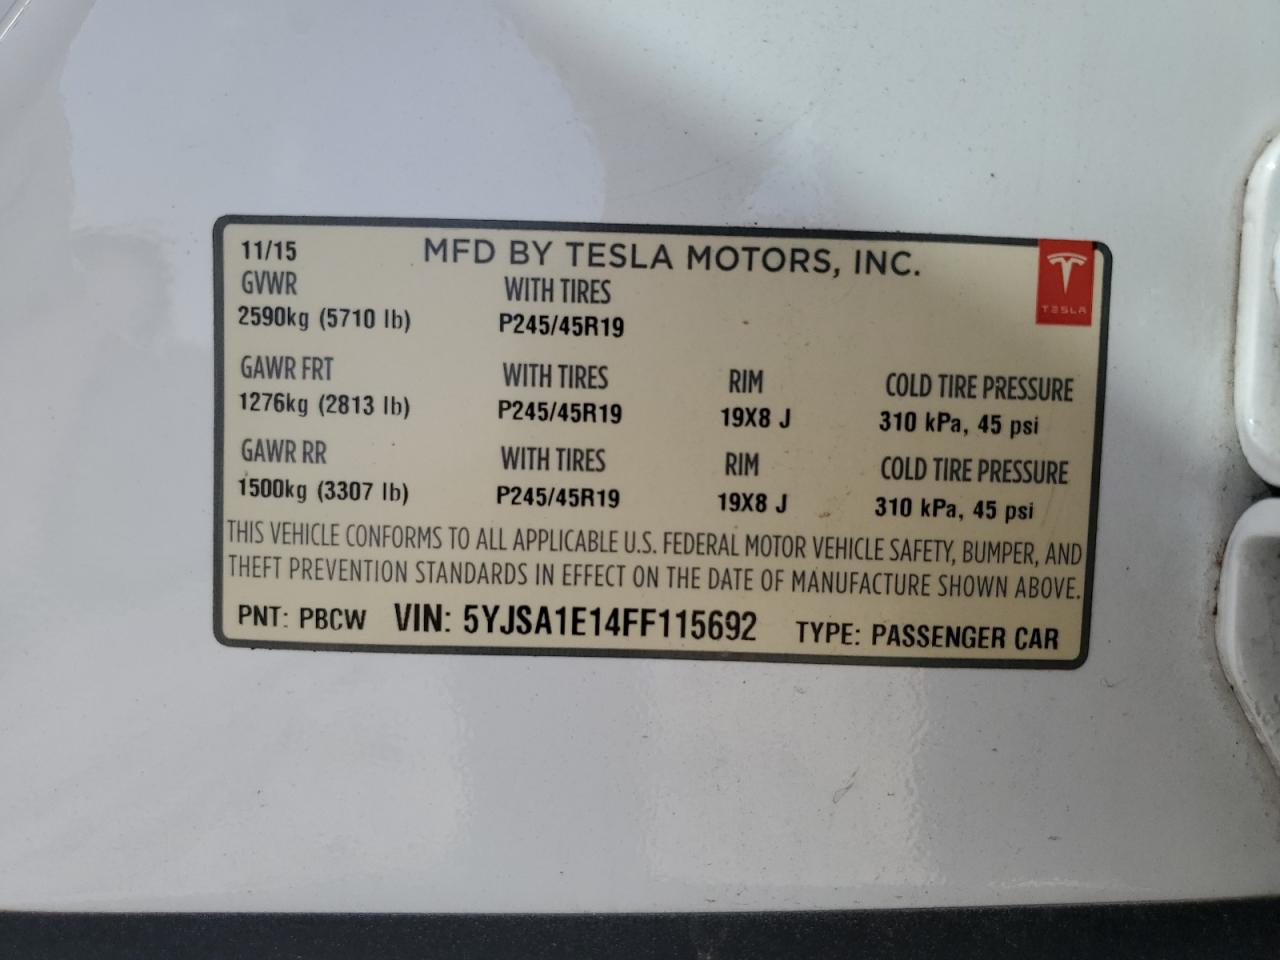 11/15 MFD BY TESLA MOTORS, INC.
TESLA
GVWR WITH TIRES
2590kg (5710 lb) P245/45R19
GAWR FRT WITH TIRES RIM COLD TIRE PRESSURE
1276kg (2813 lb) P245/45R19 19X8 J 310 kPa, 45 psi
GAWR RR WITH TIRES RIM COLD TIRE PRESSURE
1500kg (3307 lb) P245/45R19 19X8 J 310 kPa, 45 psi
THIS VEHICLE CONFORMS TO ALL APPLICABLE U.S. FEDERAL MOTOR VEHICLE SAFETY, BUMPER, AND
THEFT PREVENTION STANDARDS IN EFFECT ON THE DATE OF MANUFACTURE SHOWN ABOVE.
PNT: PBCW VIN: 5YJSA1E14FF115692 TYPE: PASSENGER CAR